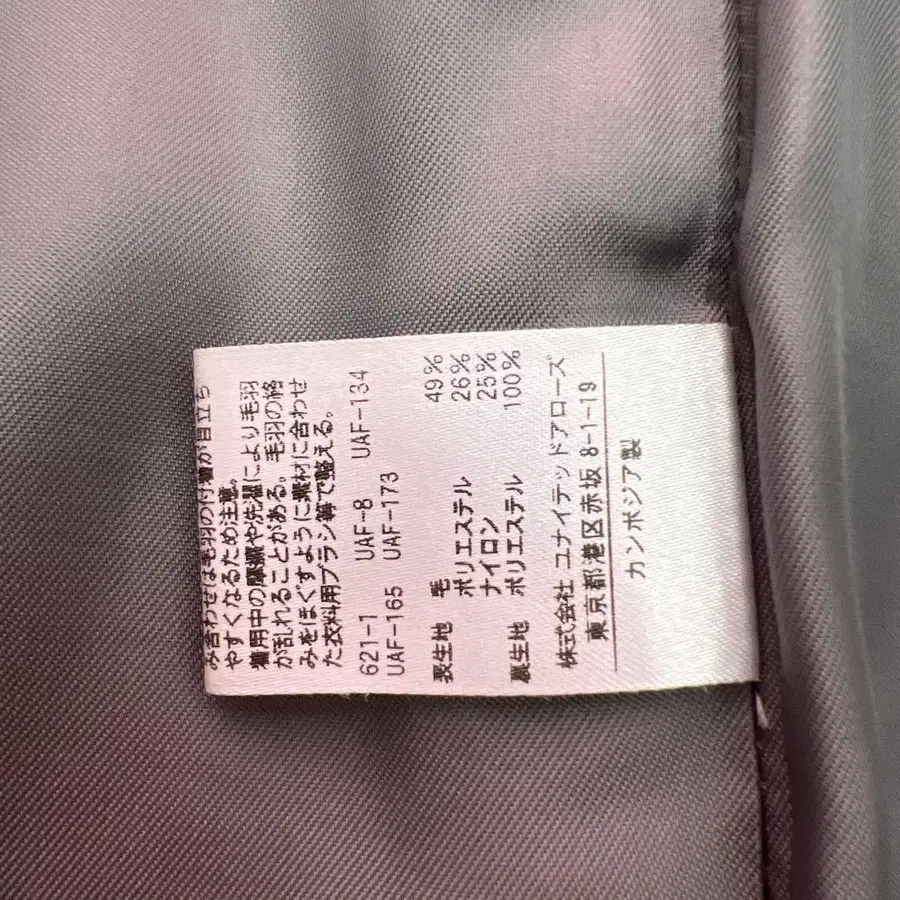 み合わせは毛羽の付着が目立ち
やすくなるため注意。
着用中の摩擦や洗濯により毛羽
が乱れることがある。毛羽の絡
みをほぐすように素材に合わせ
た衣料用ブラシ等で整える。
621-1 UAF-8 UAF-134
UAF-165 UAF-173
表生地 毛 49%
ポリエステル 26%
ナイロン 25%
裏生地 ポリエステル 100%
株式会社 ユナイテッドアローズ
東京都港区赤坂 8-1-19
カンボジア製